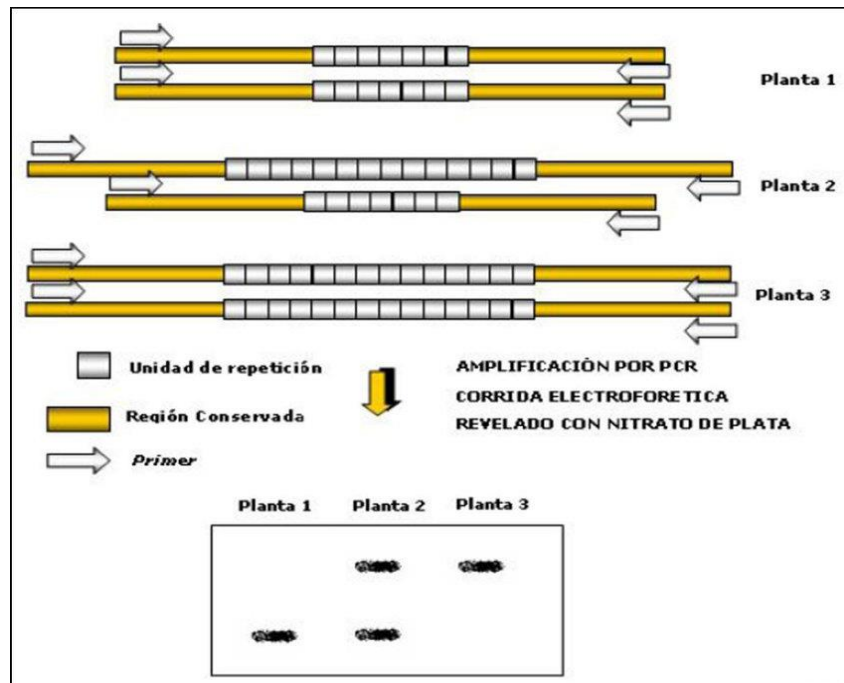 Planta 1
Planta 2
Planta 3
Unidad de repetición
Región Conservada
Primer
AMPLIFICACIÓN POR PCR
CORRIDA ELECTROFORETICA
REVELADO CON NITRATO DE PLATA
Planta 1 Planta 2 Planta 3